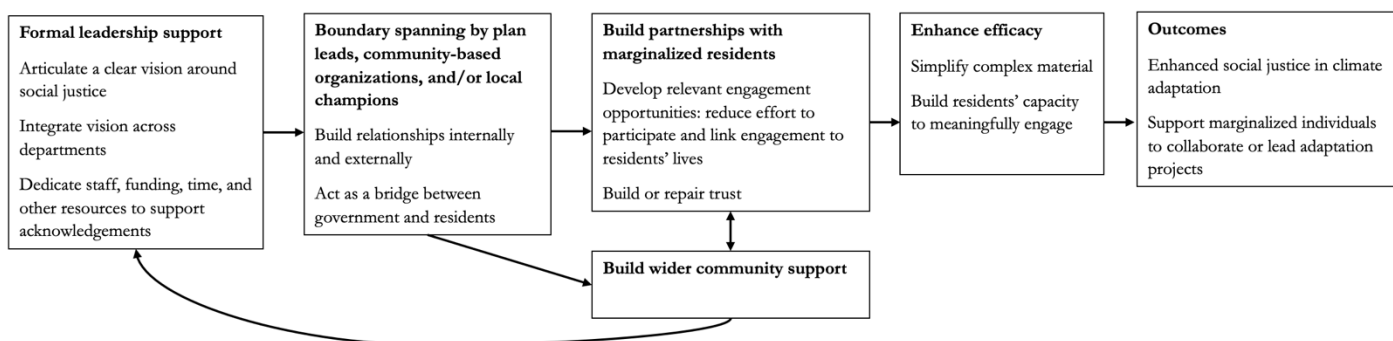 Formal leadership support
Articulate a clear vision around
social justice
Integrate vision across
departments
Dedicate staff, funding, time, and
other resources to support
acknowledgements
Boundary spanning by plan
leads, community-based
organizations, and/or local
champions
Build relationships internally
and externally
Act as a bridge between
government and residents
Build partnerships with
marginalized residents
Develop relevant engagement
opportunities: reduce effort to
participate and link engagement to
residents’ lives
Build or repair trust
Build wider community support
Enhance efficacy
Simplify complex material
Build residents’ capacity
to meaningfully engage
Outcomes
Enhanced social justice in climate
adaptation
Support marginalized individuals
to collaborate or lead adaptation
projects